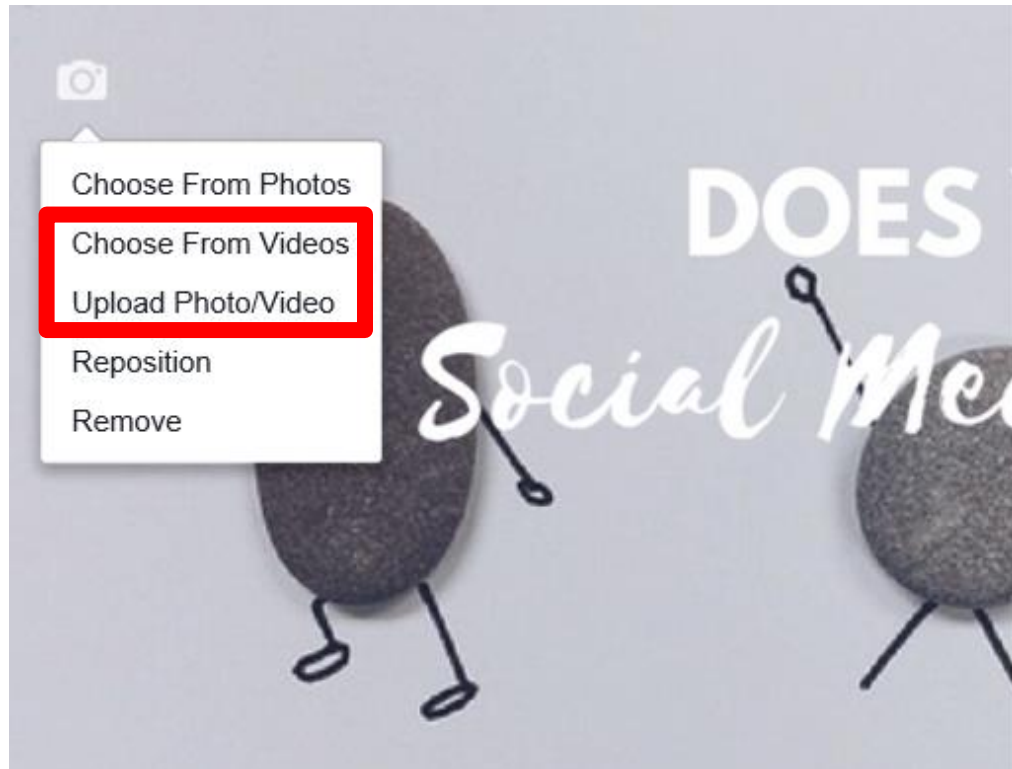 Choose From Photos
Choose From Videos
Upload Photo/Video
Reposition
Remove
DOES
Social